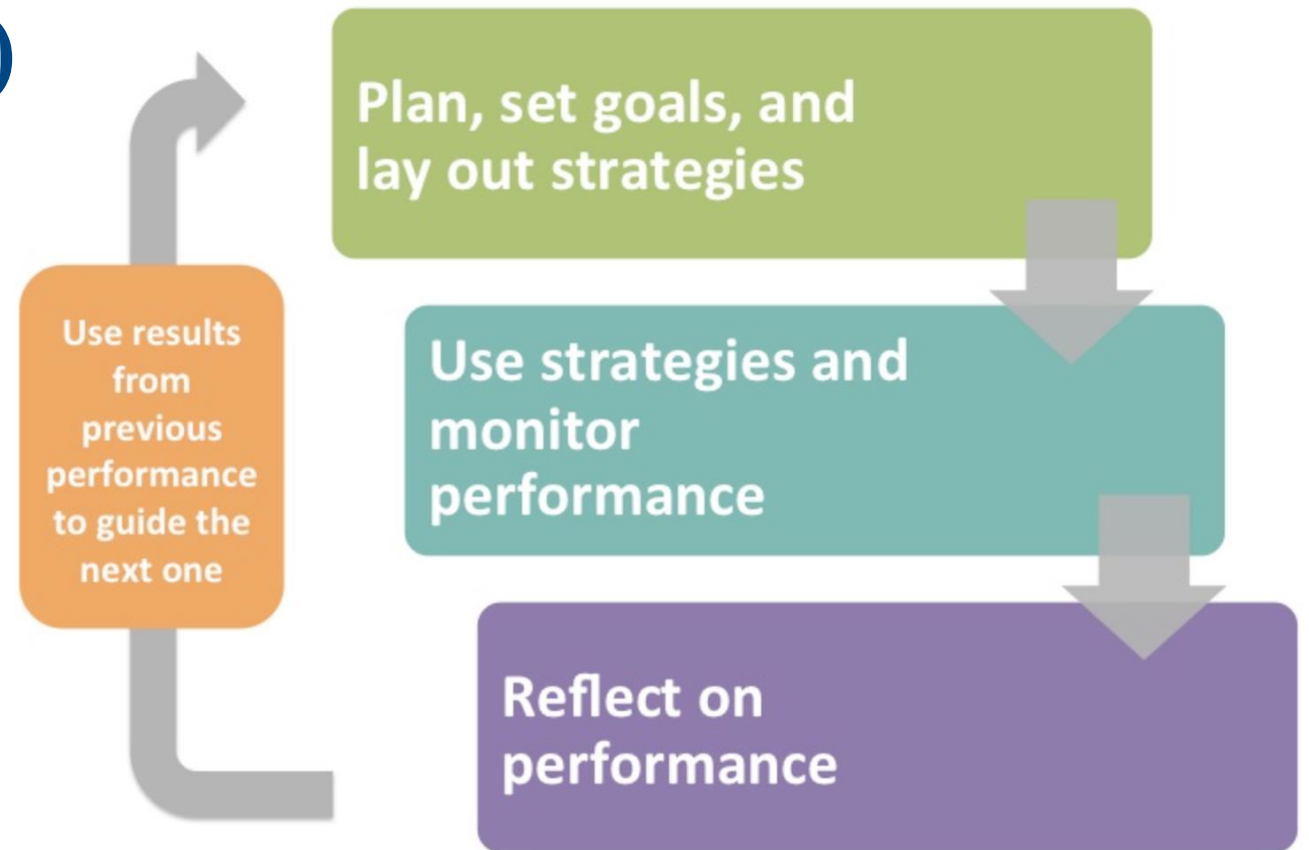 Plan, set goals, and
lay out strategies
Use strategies and
monitor
performance
Reflect on
performance
Use results
from
previous
performance
to guide the
next one